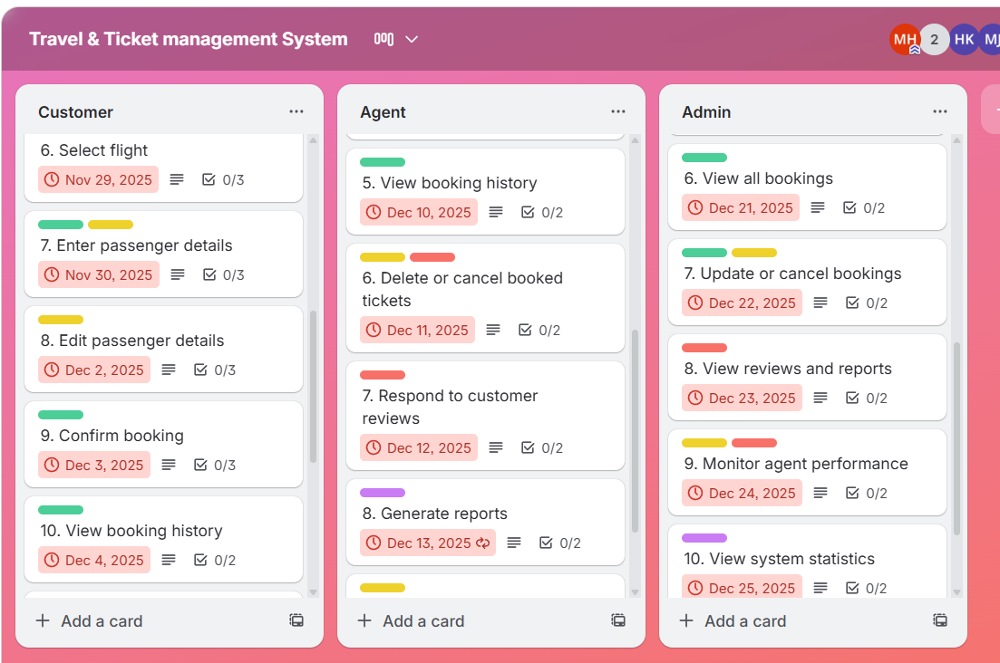 Travel & Ticket management System
MH
2
HK
MJ
Customer
6. Select flight
Nov 29, 2025
0/3
7. Enter passenger details
Nov 30, 2025
0/3
8. Edit passenger details
Dec 2, 2025
0/3
9. Confirm booking
Dec 3, 2025
0/3
10. View booking history
Dec 4, 2025
0/2
Add a card
Agent
5. View booking history
Dec 10, 2025
0/2
6. Delete or cancel booked
tickets
Dec 11, 2025
0/2
7. Respond to customer
reviews
Dec 12, 2025
0/2
8. Generate reports
Dec 13, 2025
0/2
Add a card
Admin
6. View all bookings
Dec 21, 2025
0/2
7. Update or cancel bookings
Dec 22, 2025
0/2
8. View reviews and reports
Dec 23, 2025
0/2
9. Monitor agent performance
Dec 24, 2025
0/2
10. View system statistics
Dec 25, 2025
0/2
Add a card